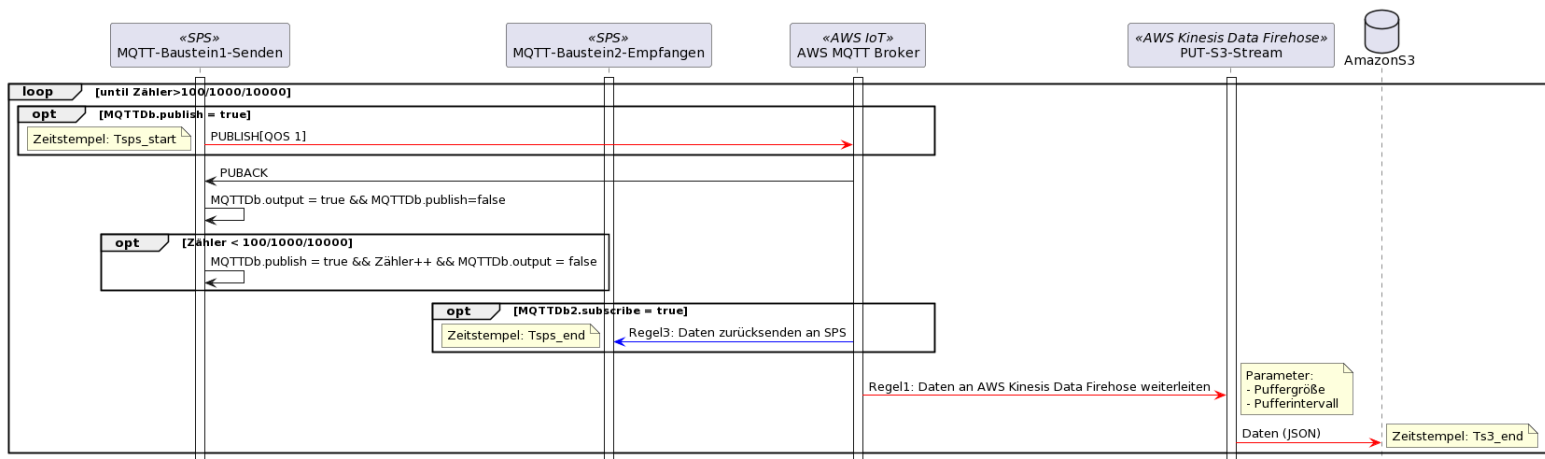 «SPS»
MQTT-Baustein1-Senden
«SPS»
MQTT-Baustein2-Empfangen
«AWS IoT»
AWS MQTT Broker
«AWS Kinesis Data Firehose»
PUT-S3-Stream
AmazonS3
loop [until Zähler>100/1000/10000]
opt [MQTTDb.publish = true]
Zeitstempel: Tsps_start
PUBLISH[QOS 1]
PUBACK
MQTTDb.output = true && MQTTDb.publish=false
opt [Zähler < 100/1000/10000]
MQTTDb.publish = true && Zähler++ && MQTTDb.output = false
opt [MQTTDb2.subscribe = true]
Zeitstempel: Tsps_end
Regel3: Daten zurücksenden an SPS
Regel1: Daten an AWS Kinesis Data Firehose weiterleiten
Parameter:
- Puffergröße
- Pufferintervall
Daten (JSON)
Zeitstempel: Ts3_end